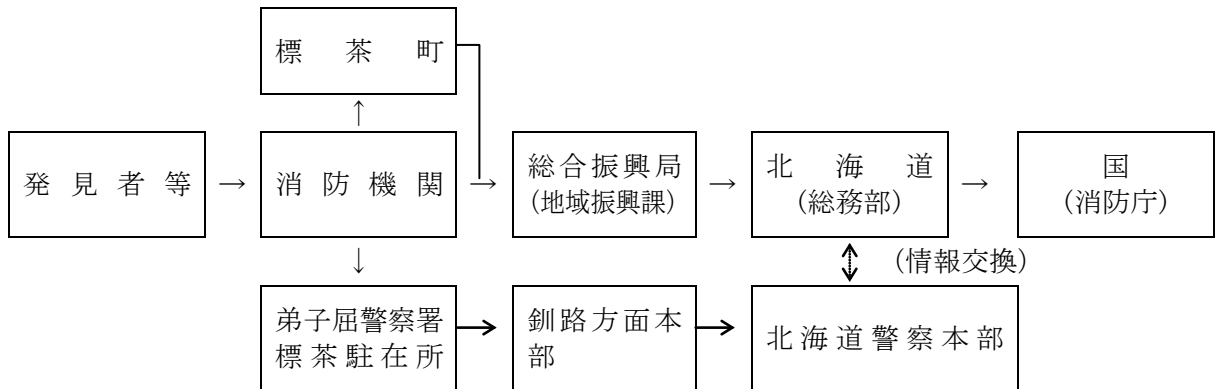 標茶町
↑
発見者等 → 消防機関 → 総合振興局 → 北海道 → 国
(地域振興課) (総務部) (消防庁)
↓ (情報交換)
弟子屈警察署 釧路方面本
標茶駐在所 部
北海道警察本部